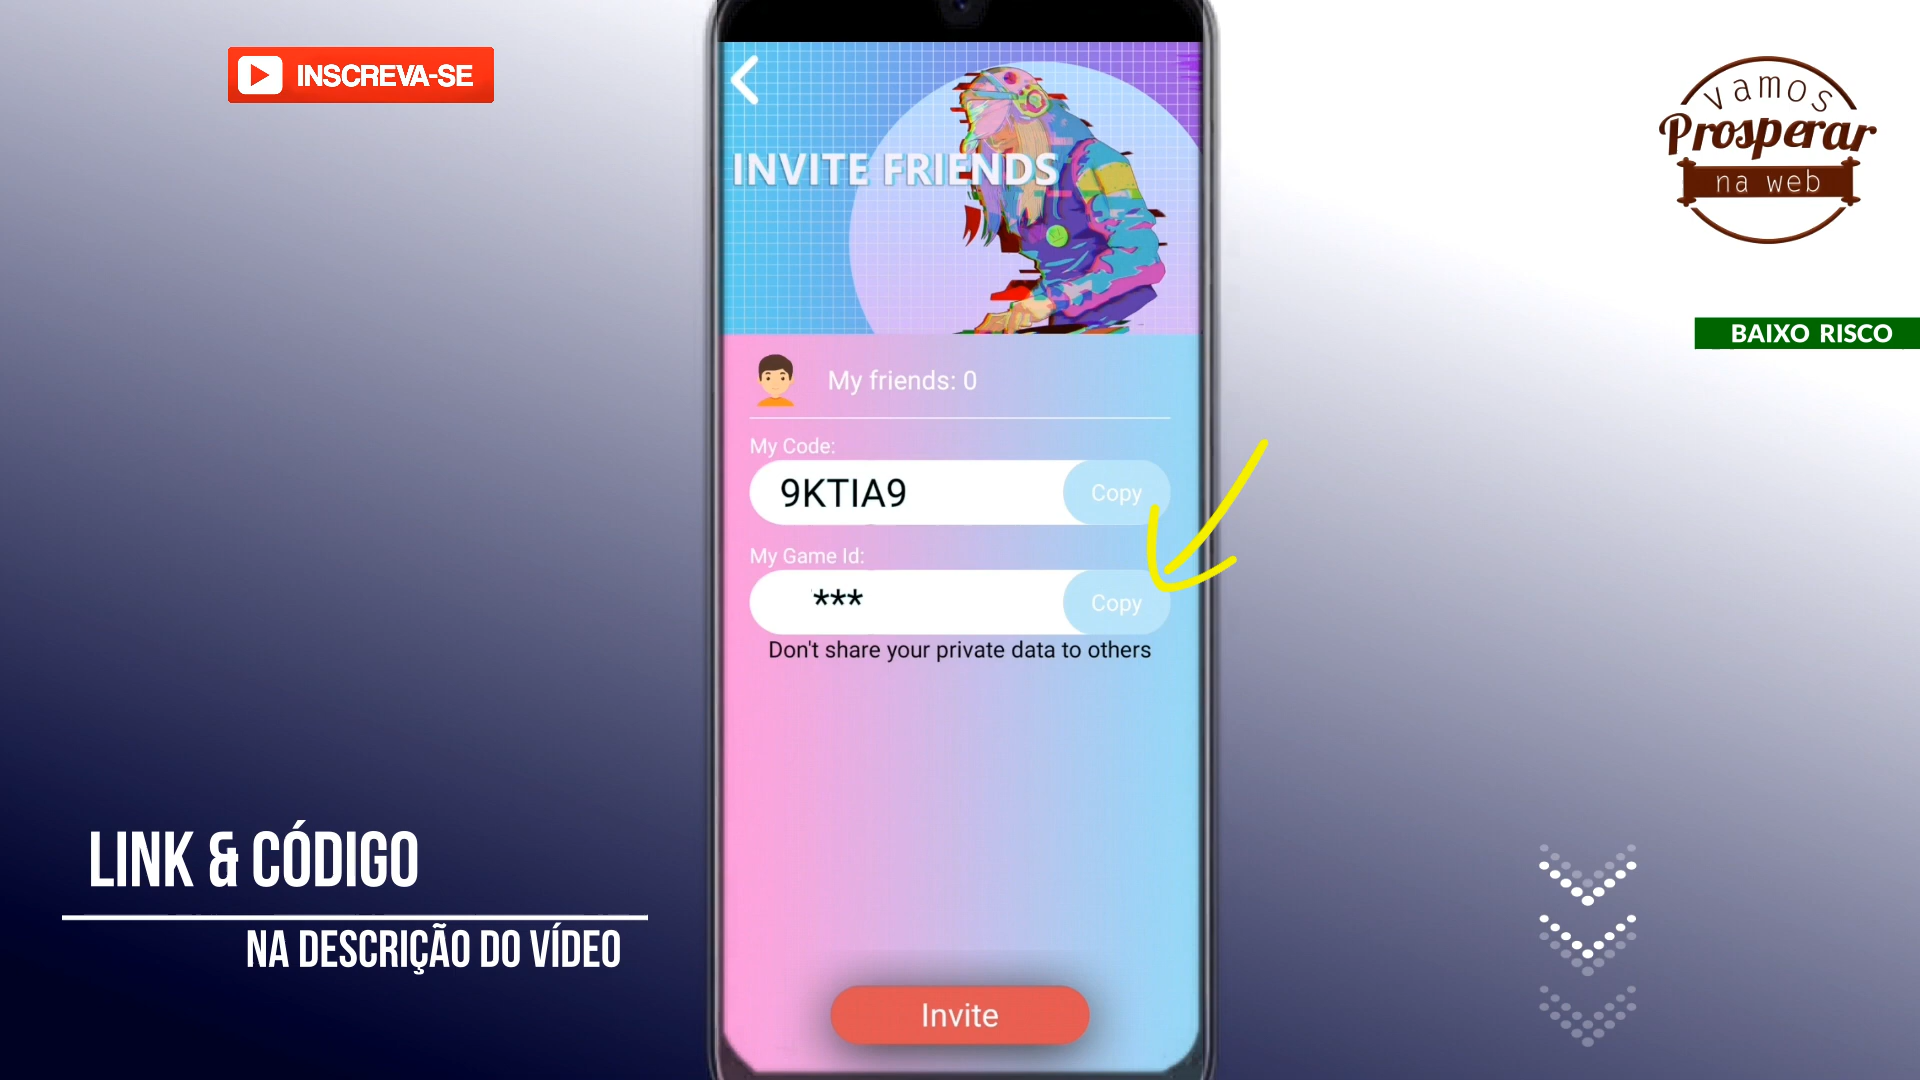 INSCREVA-SE
vamos
Prosperar
na web
BAIXO RISCO
INVITE FRIENDS
My friends: 0
My Code:
9KTIA9
Copy
My Game Id:
***
Copy
Don't share your private data to others
Invite
LINK & CÓDIGO
NA DESCRIÇÃO DO VÍDEO